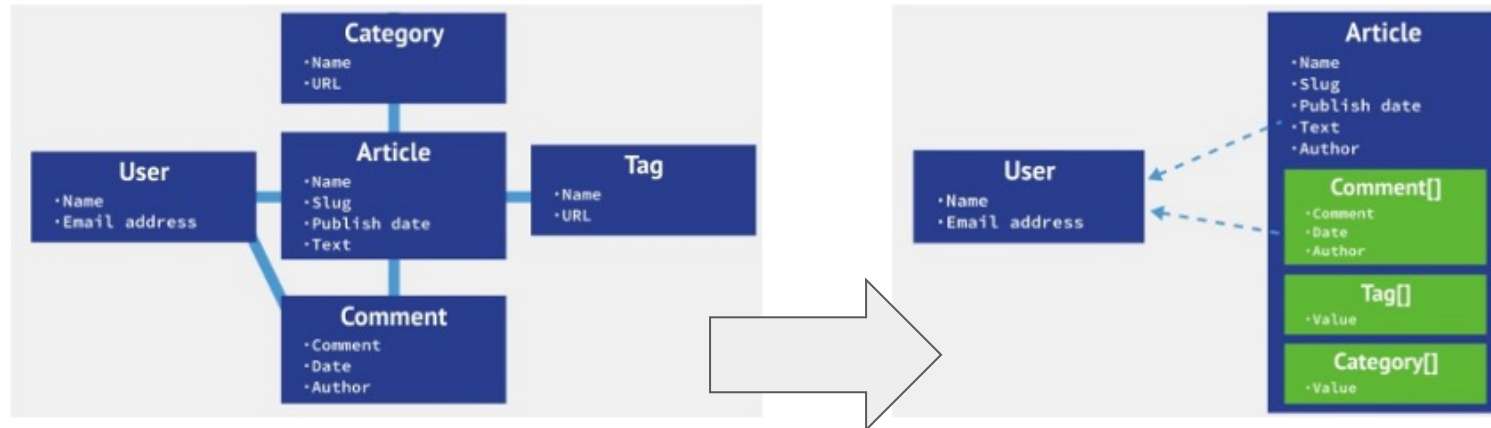 Category
·Name
·URL
User
·Name
·Email address
Article
·Name
·Slug
·Publish date
·Text
Tag
·Name
·URL
Comment
·Comment
·Date
·Author
User
·Name
·Email address
Article
·Name
·Slug
·Publish date
·Text
·Author
Comment[]
·Comment
·Date
·Author
Tag[]
·Value
Category[]
·Value